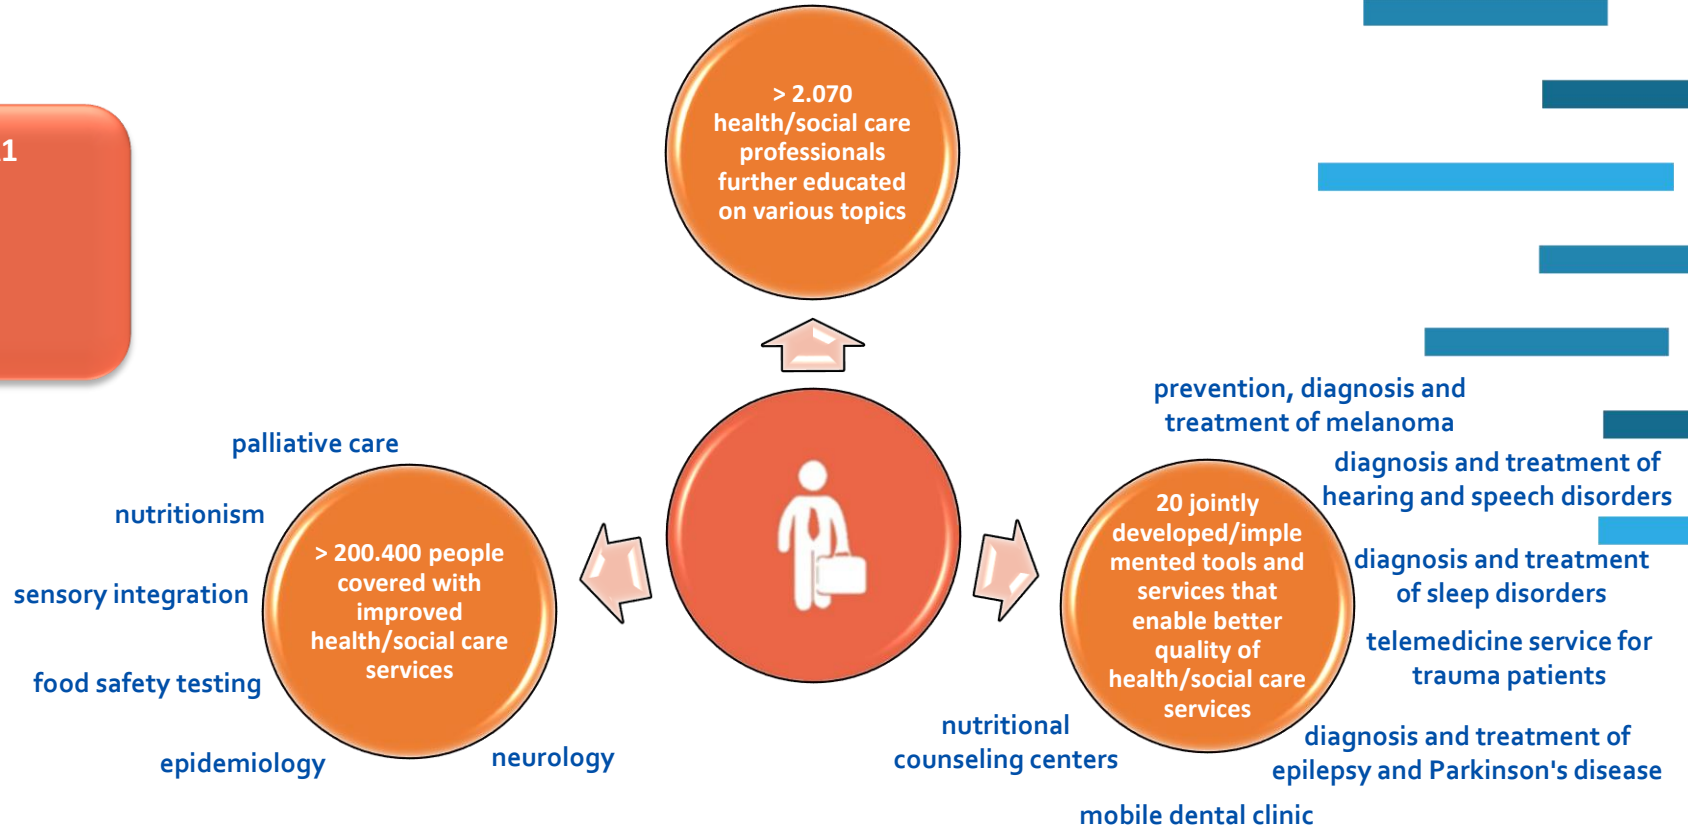 > 2.070
health/social care
professionals
further educated
on various topics
palliative care
nutritionism
sensory integration
food safety testing
epidemiology
neurology
> 200.400 people
covered with
improved
health/social care
services
20 jointly
developed/imple
mented tools and
services that
enable better
quality of
health/social care
services
prevention, diagnosis and
treatment of melanoma
diagnosis and treatment of
hearing and speech disorders
diagnosis and treatment
of sleep disorders
telemedicine service for
trauma patients
diagnosis and treatment of
epilepsy and Parkinson's disease
nutritional
counseling centers
mobile dental clinic